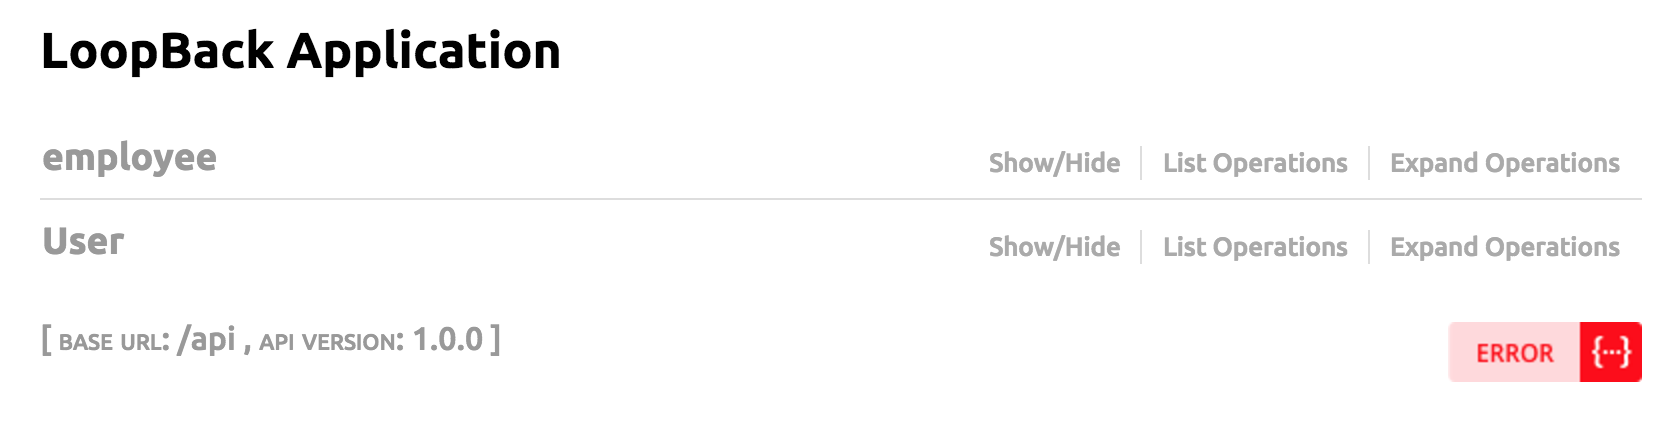 LoopBack Application
employee Show/Hide List Operations Expand Operations
User Show/Hide List Operations Expand Operations
[ BASE URL: /api , API VERSION: 1.0.0 ] ERROR {...}